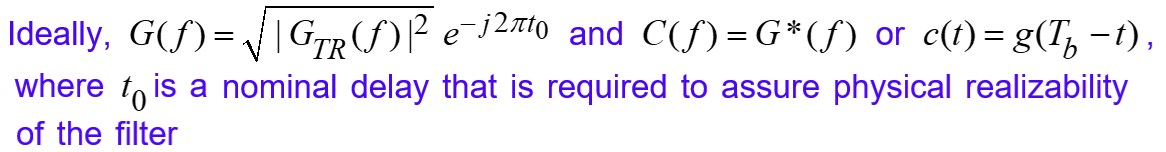 Ideally, G(f) = √|G_TR(f)|² e^{−j2πt₀} and C(f) = G*(f) or c(t) = g(T_b − t),
where t₀ is a nominal delay that is required to assure physical realizability
of the filter